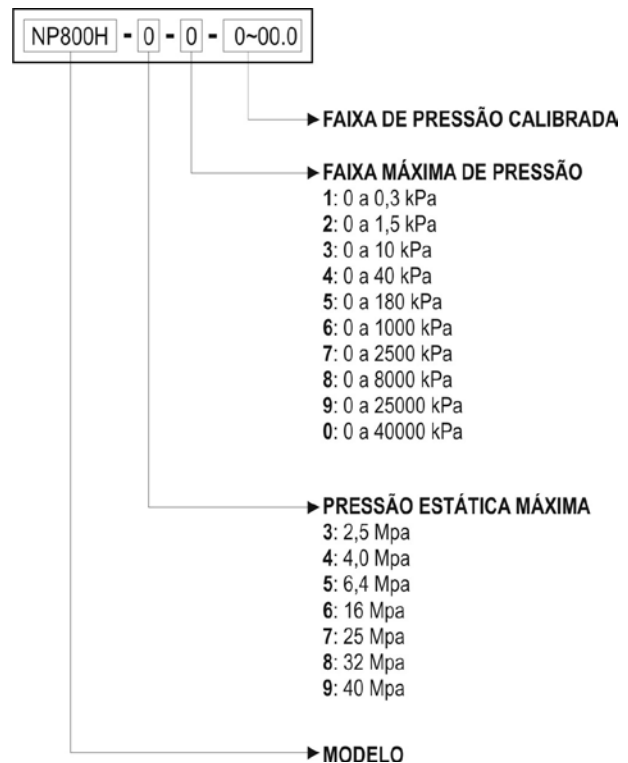 NP800H - 0 - 0 - 0~00.0
FAIXA DE PRESSÃO CALIBRADA
FAIXA MÁXIMA DE PRESSÃO
1: 0 a 0,3 kPa
2: 0 a 1,5 kPa
3: 0 a 10 kPa
4: 0 a 40 kPa
5: 0 a 180 kPa
6: 0 a 1000 kPa
7: 0 a 2500 kPa
8: 0 a 8000 kPa
9: 0 a 25000 kPa
0: 0 a 40000 kPa
PRESSÃO ESTÁTICA MÁXIMA
3: 2,5 Mpa
4: 4,0 Mpa
5: 6,4 Mpa
6: 16 Mpa
7: 25 Mpa
8: 32 Mpa
9: 40 Mpa
MODELO